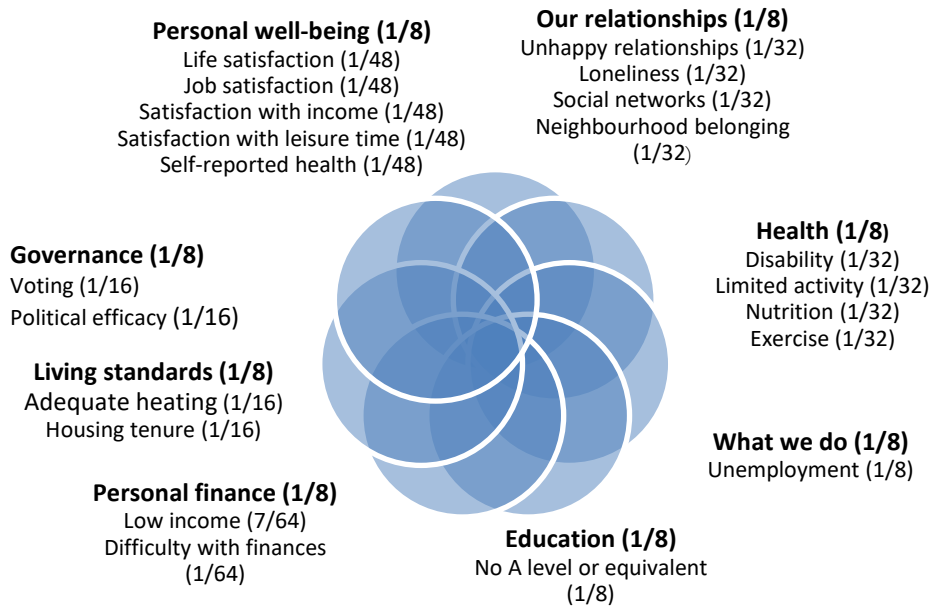 Personal well-being (1/8)
Life satisfaction (1/48)
Job satisfaction (1/48)
Satisfaction with income (1/48)
Satisfaction with leisure time (1/48)
Self-reported health (1/48)
Our relationships (1/8)
Unhappy relationships (1/32)
Loneliness (1/32)
Social networks (1/32)
Neighbourhood belonging
(1/32)
Governance (1/8)
Voting (1/16)
Political efficacy (1/16)
Health (1/8)
Disability (1/32)
Limited activity (1/32)
Nutrition (1/32)
Exercise (1/32)
Living standards (1/8)
Adequate heating (1/16)
Housing tenure (1/16)
What we do (1/8)
Unemployment (1/8)
Personal finance (1/8)
Low income (7/64)
Difficulty with finances
(1/64)
Education (1/8)
No A level or equivalent
(1/8)